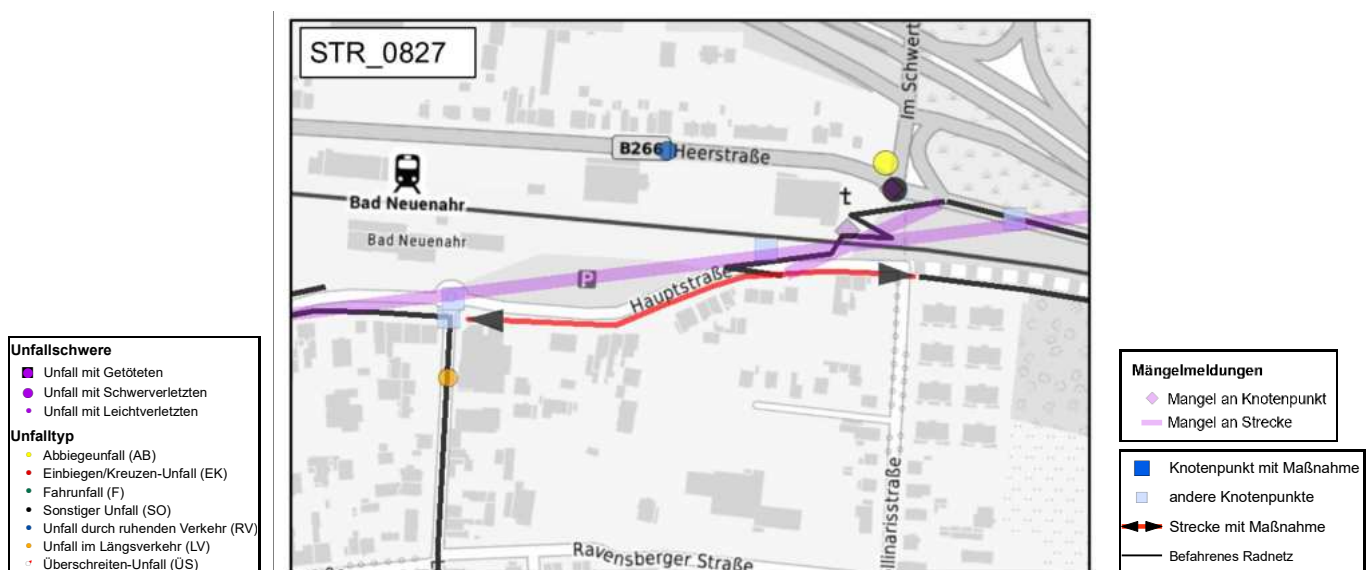 STR_0827
Im Schwert
B266
Heerstraße
t
Bad Neuenahr
Bad Neuenahr
P
Hauptstraße
llinarisstraße
Ravensberger Straße
Unfallschwere
Unfall mit Getöteten
Unfall mit Schwerverletzten
Unfall mit Leichtverletzten
Unfalltyp
Abbiegeunfall (AB)
Einbiegen/Kreuzen-Unfall (EK)
Fahrunfall (F)
Sonstiger Unfall (SO)
Unfall durch ruhenden Verkehr (RV)
Unfall im Längsverkehr (LV)
Überschreiten-Unfall (ÜS)
Mängelmeldungen
Mangel an Knotenpunkt
Mangel an Strecke
Knotenpunkt mit Maßnahme
andere Knotenpunkte
Strecke mit Maßnahme
Befahrenes Radnetz